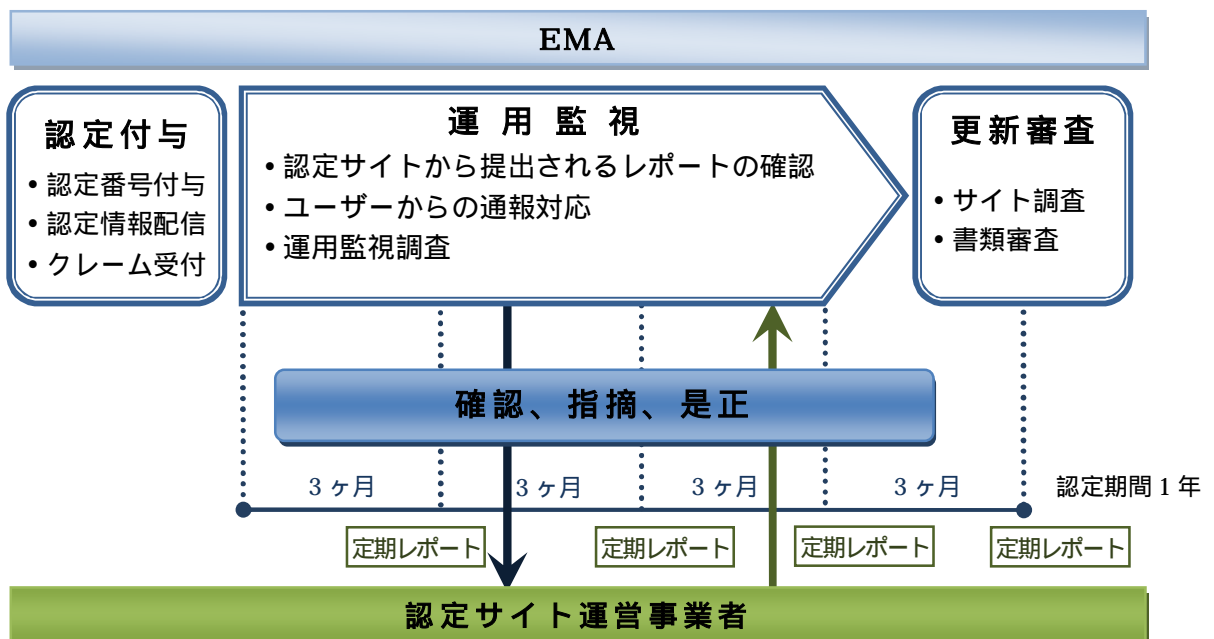 EMA
認定付与
• 認定番号付与
• 認定情報配信
• クレーム受付
運用監視
• 認定サイトから提出されるレポートの確認
• ユーザーからの通報対応
• 運用監視調査
更新審査
• サイト調査
• 書類審査
確認、指摘、是正
3 ヶ月
3 ヶ月
3 ヶ月
3 ヶ月
認定期間 1 年
定期レポート
定期レポート
定期レポート
定期レポート
認定サイト運営事業者